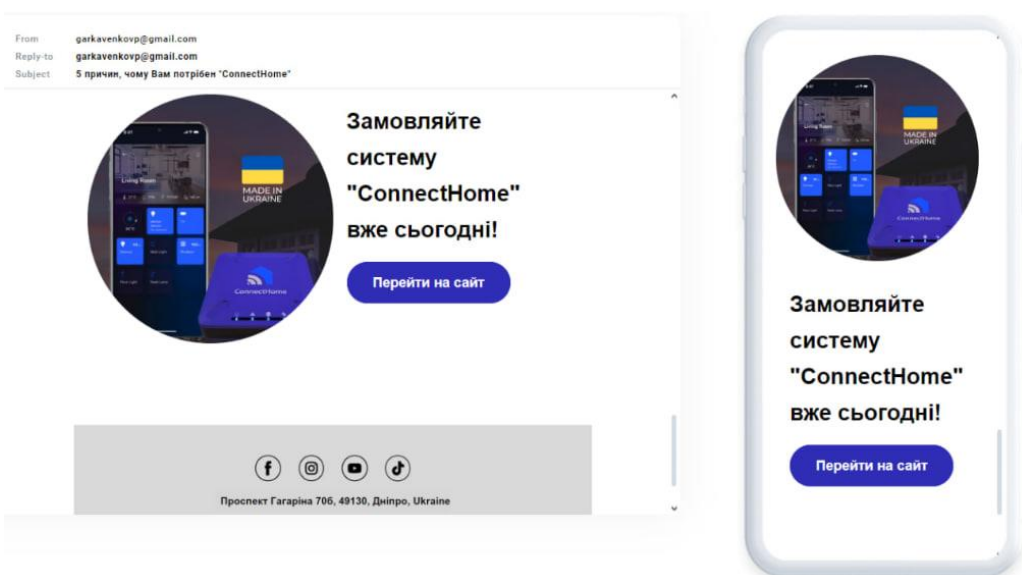 From garkavenkovp@gmail.com
Reply-to garkavenkovp@gmail.com
Subject 5 причин, чому Вам потрібен "ConnectHome"
Living Room
MADE IN
UKRAINE
ConnectHome
Замовляйте
систему
"ConnectHome"
вже сьогодні!
Перейти на сайт
Проспект Гагаріна 70б, 49130, Дніпро, Ukraine
Living Room
MADE IN
UKRAINE
ConnectHome
Замовляйте
систему
"ConnectHome"
вже сьогодні!
Перейти на сайт